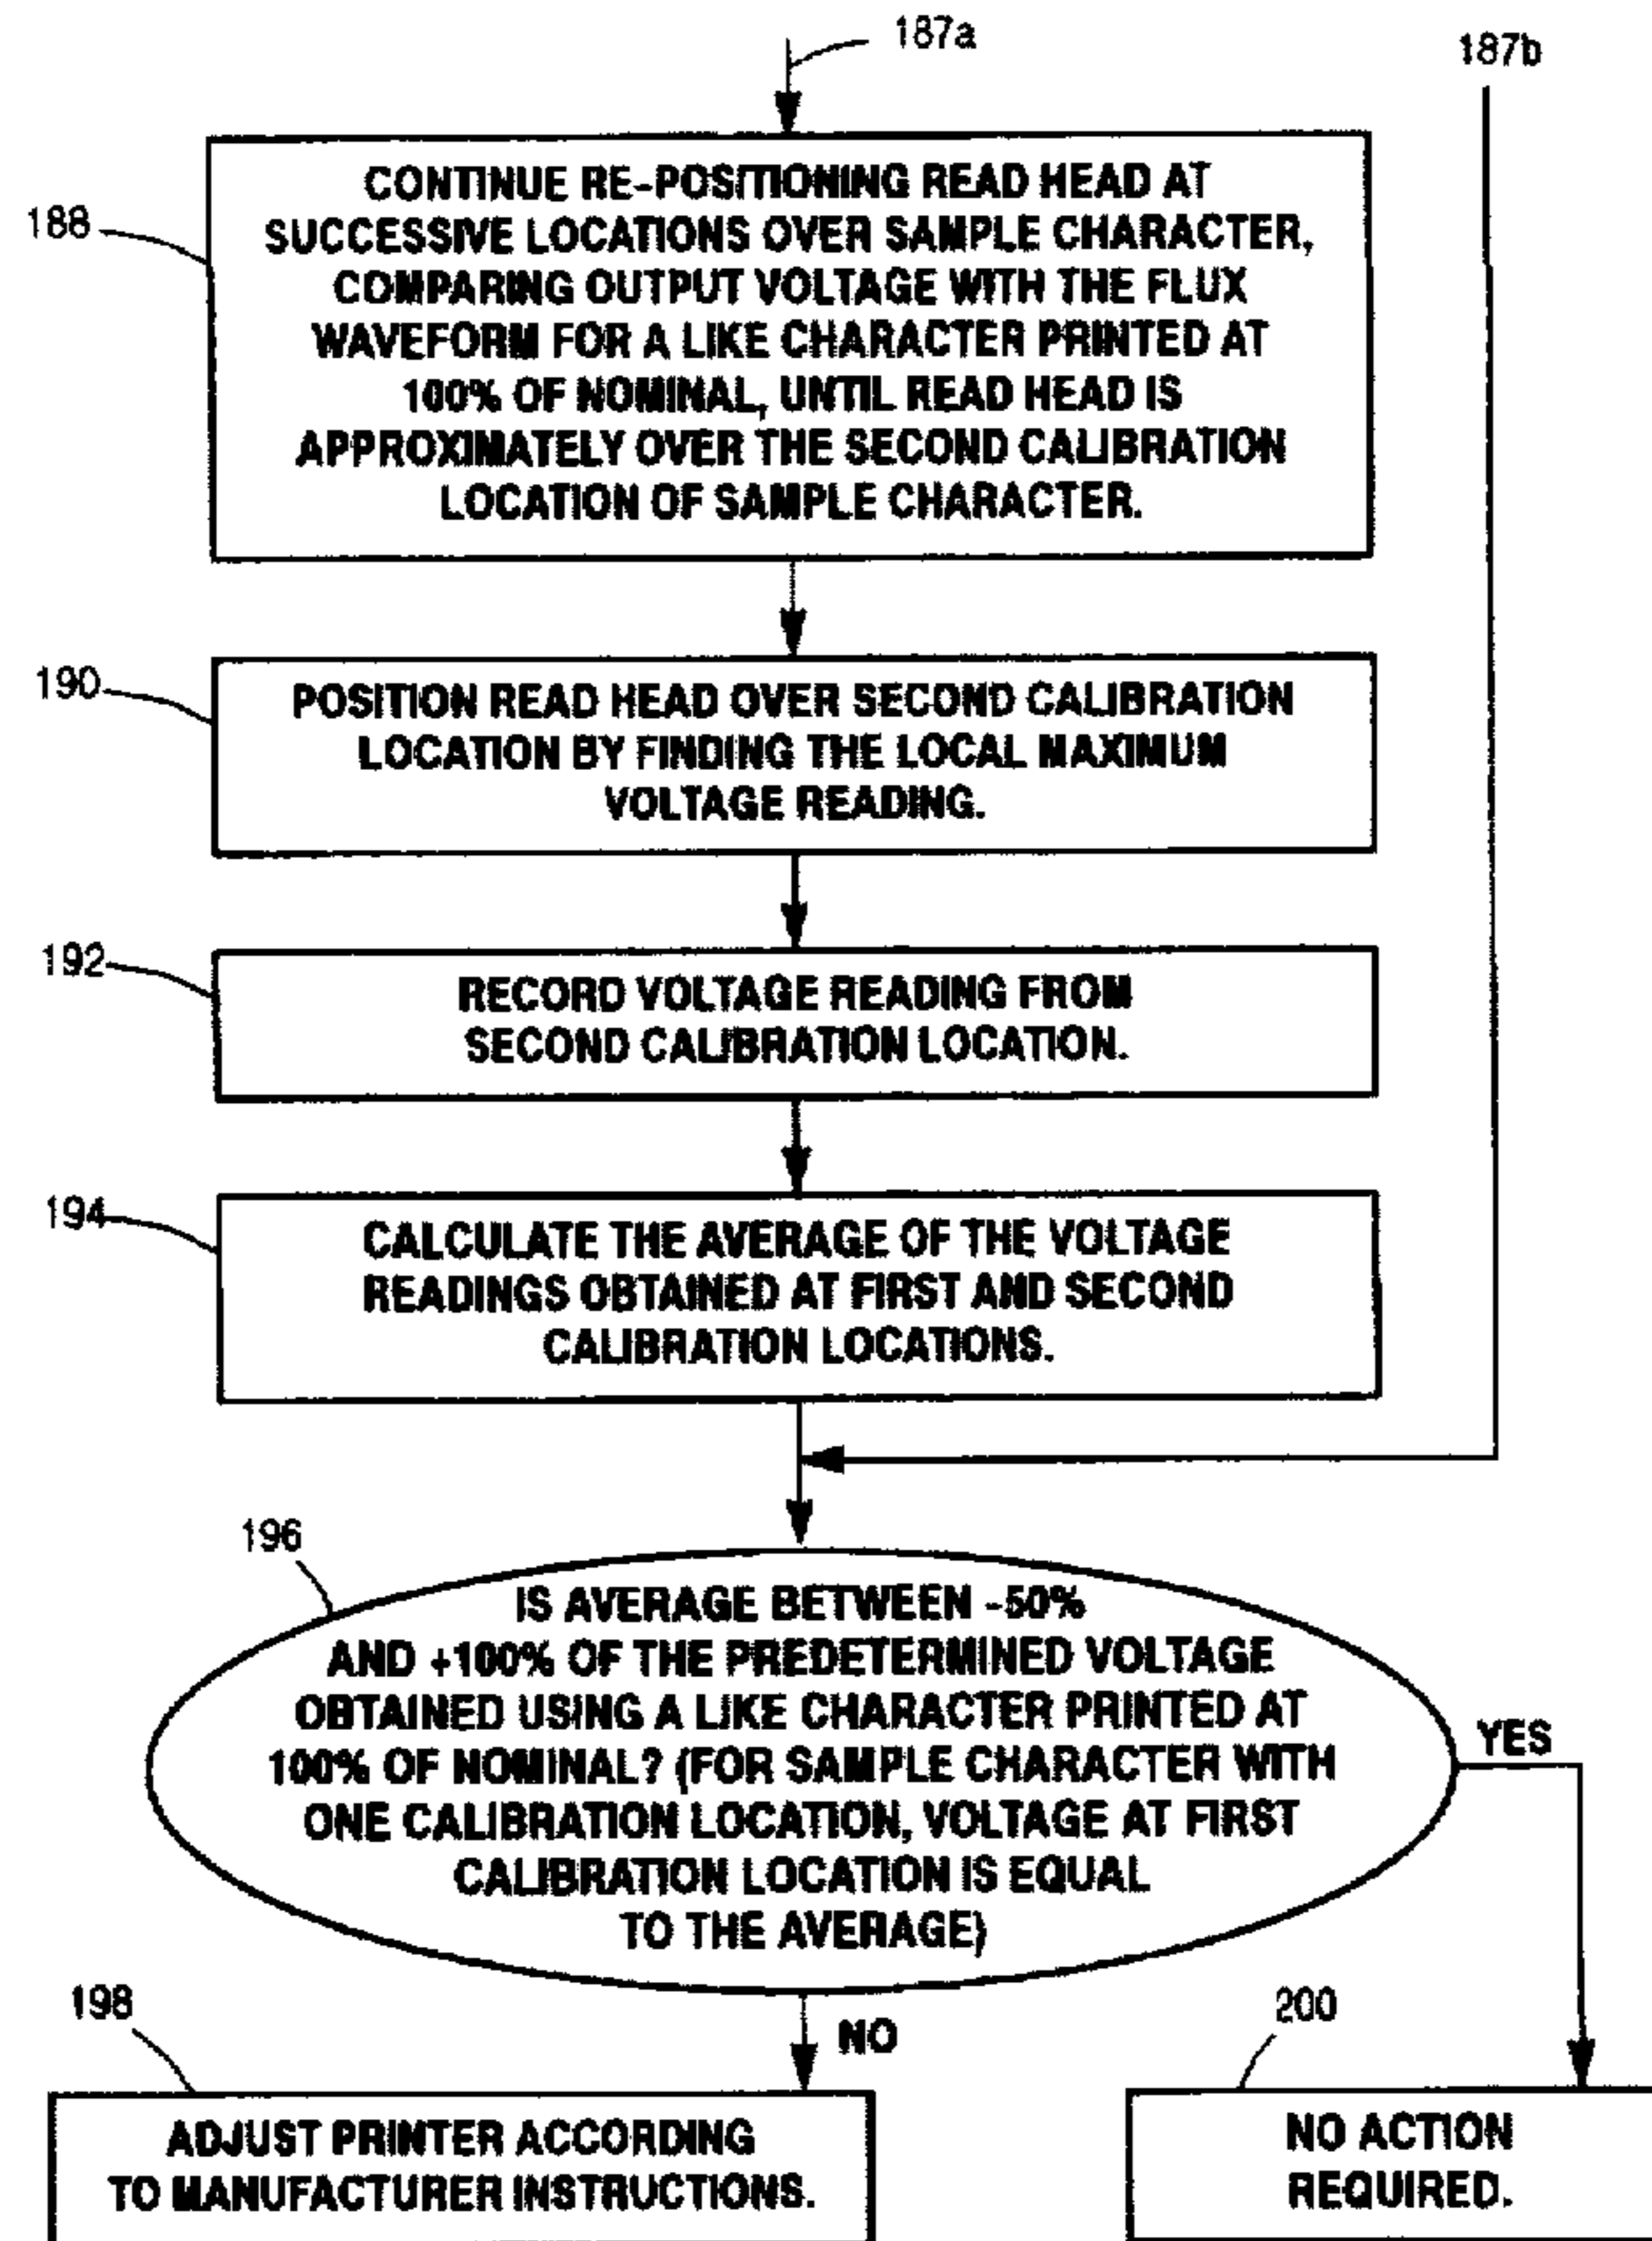 187a
187b
188
CONTINUE RE-POSITIONING READ HEAD AT
SUCCESSIVE LOCATIONS OVER SAMPLE CHARACTER,
COMPARING OUTPUT VOLTAGE WITH THE FLUX
WAVEFORM FOR A LIKE CHARACTER PRINTED AT
100% OF NOMINAL, UNTIL READ HEAD IS
APPROXIMATELY OVER THE SECOND CALIBRATION
LOCATION OF SAMPLE CHARACTER.
190
POSITION READ HEAD OVER SECOND CALIBRATION
LOCATION BY FINDING THE LOCAL MAXIMUM
VOLTAGE READING.
192
RECORD VOLTAGE READING FROM
SECOND CALIBRATION LOCATION.
194
CALCULATE THE AVERAGE OF THE VOLTAGE
READINGS OBTAINED AT FIRST AND SECOND
CALIBRATION LOCATIONS.
196
IS AVERAGE BETWEEN -50%
AND +100% OF THE PREDETERMINED VOLTAGE
OBTAINED USING A LIKE CHARACTER PRINTED AT
100% OF NOMINAL? (FOR SAMPLE CHARACTER WITH
ONE CALIBRATION LOCATION, VOLTAGE AT FIRST
CALIBRATION LOCATION IS EQUAL
TO THE AVERAGE)
YES
NO
198
ADJUST PRINTER ACCORDING
TO MANUFACTURER INSTRUCTIONS.
200
NO ACTION
REQUIRED.